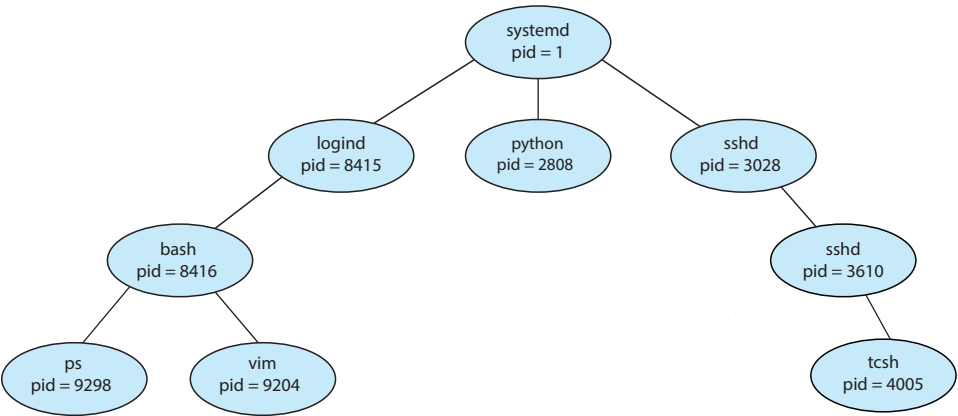 systemd
pid = 1
logind
pid = 8415
python
pid = 2808
sshd
pid = 3028
bash
pid = 8416
sshd
pid = 3610
ps
pid = 9298
vim
pid = 9204
tcsh
pid = 4005